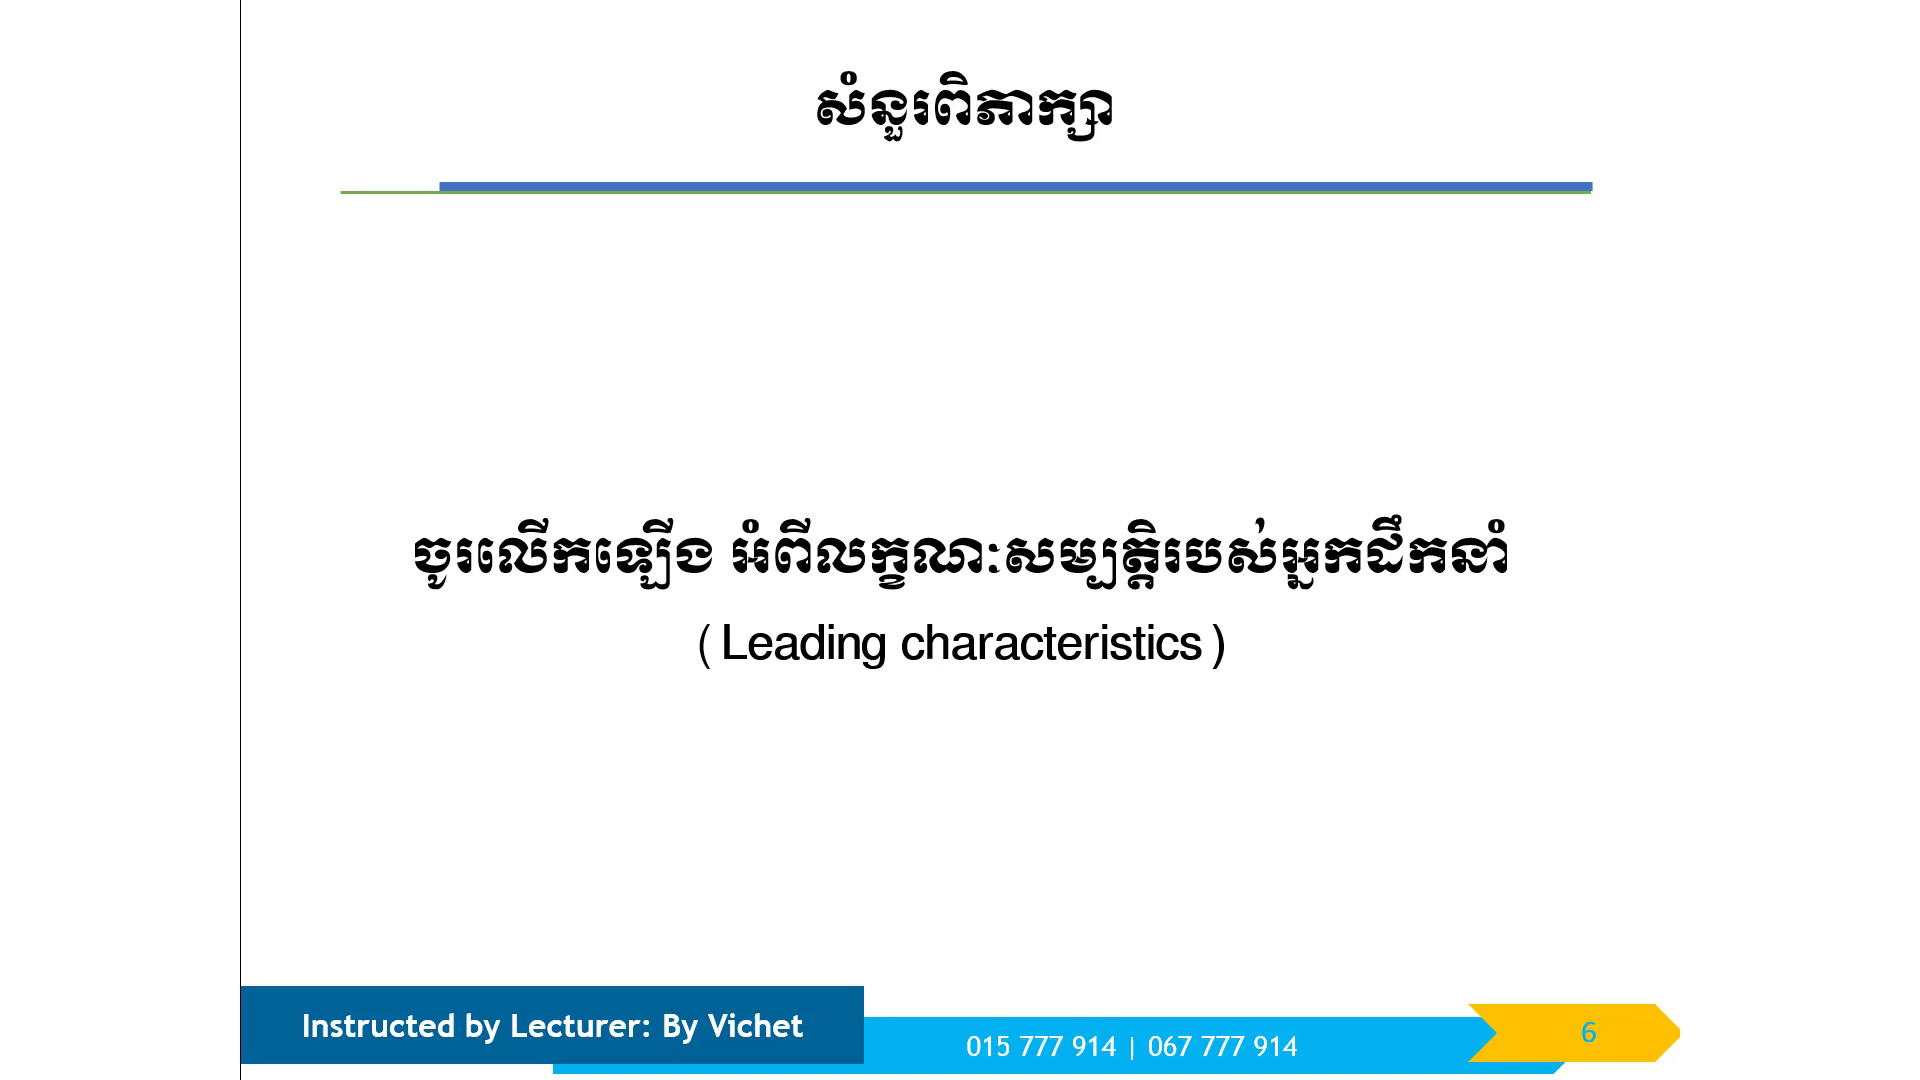 សំនួរពិភាក្សា
ចូរលើកឡើង អំពីលក្ខណៈសម្បត្តិរបស់អ្នកដឹកនាំ
( Leading characteristics )
Instructed by Lecturer: By Vichet
015 777 914 | 067 777 914
6